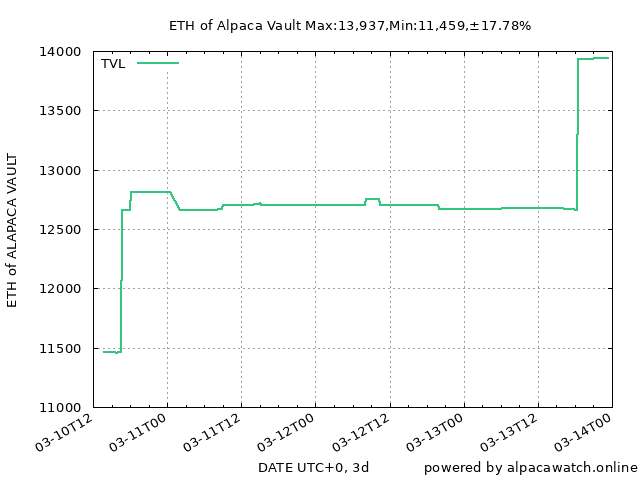 ETH of Alpaca Vault Max:13,937,Min:11,459,±17.78%
TVL
14000
13500
13000
12500
12000
11500
11000
ETH of ALAPACA VAULT
03-10T12
03-11T00
03-11T12
03-12T00
03-12T12
03-13T00
03-13T12
03-14T00
DATE UTC+0, 3d
powered by alpacawatch.online